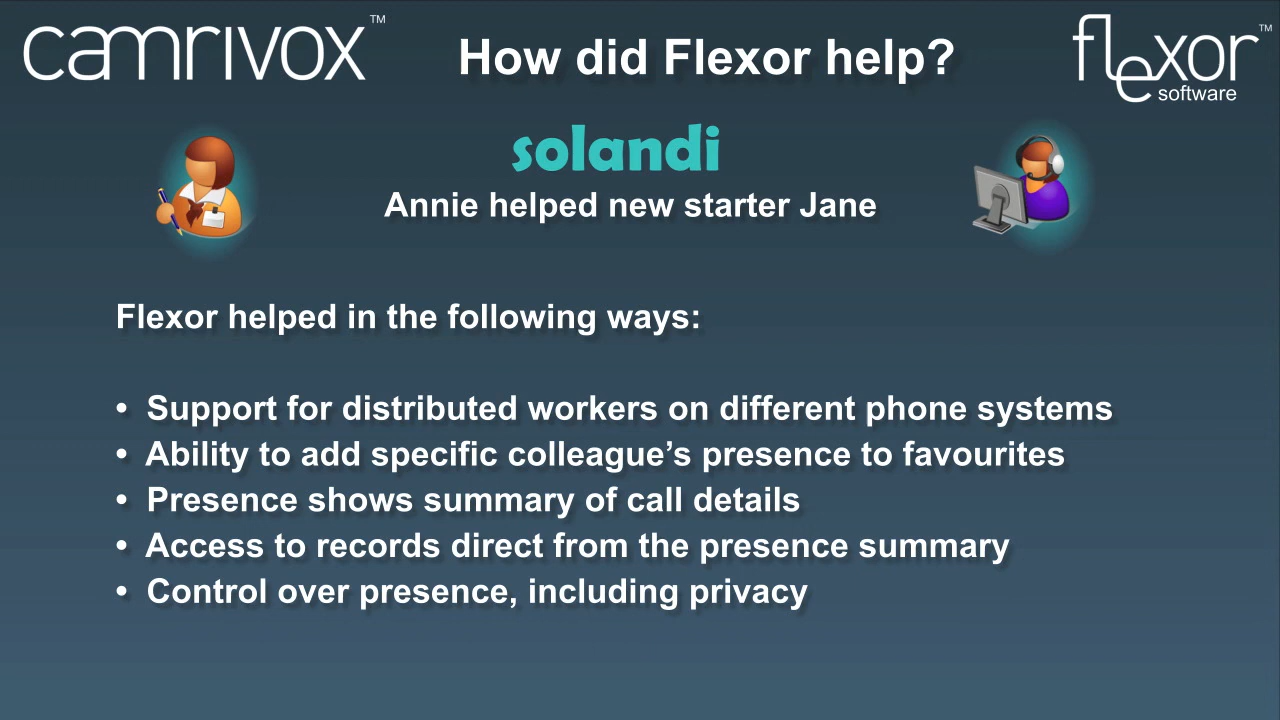 camrivox™
How did Flexor help?
flexor™
software
solandi
Annie helped new starter Jane
Flexor helped in the following ways:
• Support for distributed workers on different phone systems
• Ability to add specific colleague’s presence to favourites
• Presence shows summary of call details
• Access to records direct from the presence summary
• Control over presence, including privacy